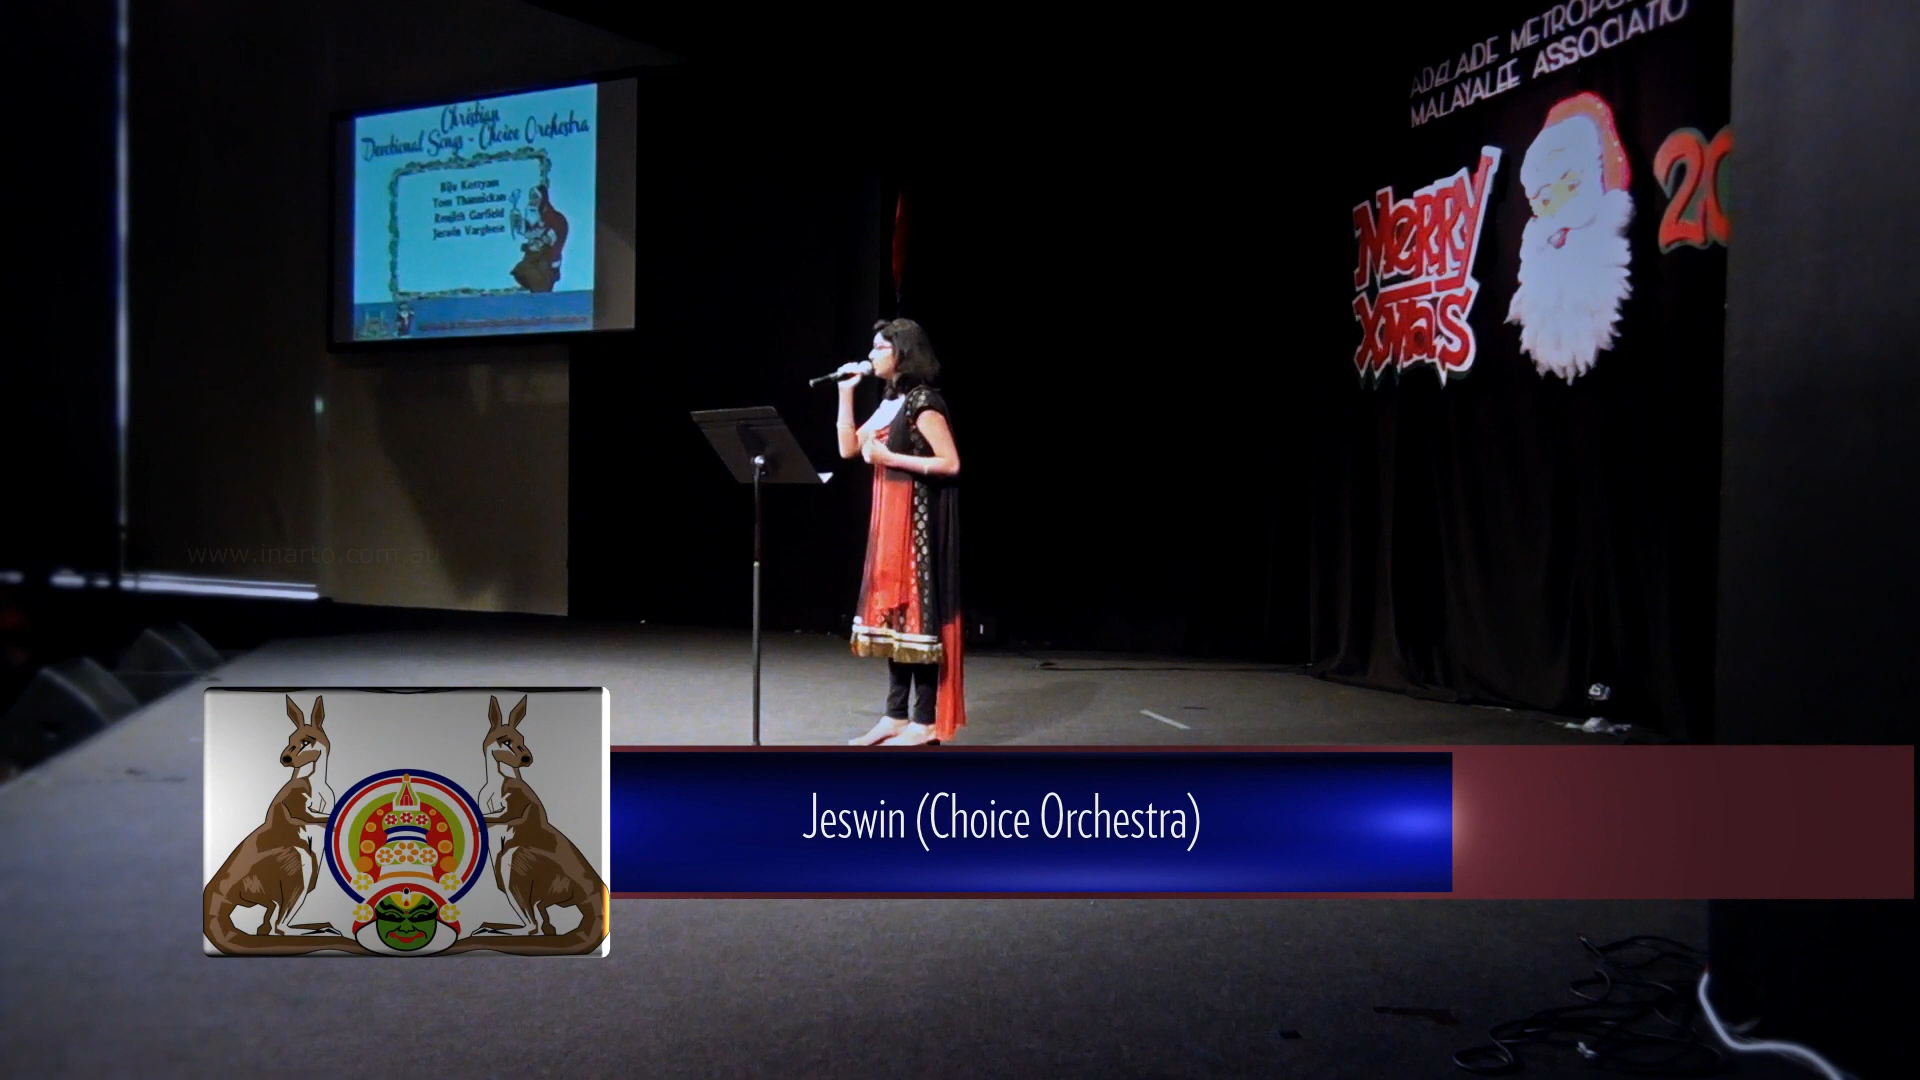 ADELAIDE METROPO
MALAYALEE ASSOCIATIO
Christian
Devotional Songs - Choice Orchestra
Biju Kottyam
Tom Thannickan
Renjith Garfield
Jerwin Varghese
MERRY
XMAS
20
www.inarto.com.au
Jeswin (Choice Orchestra)